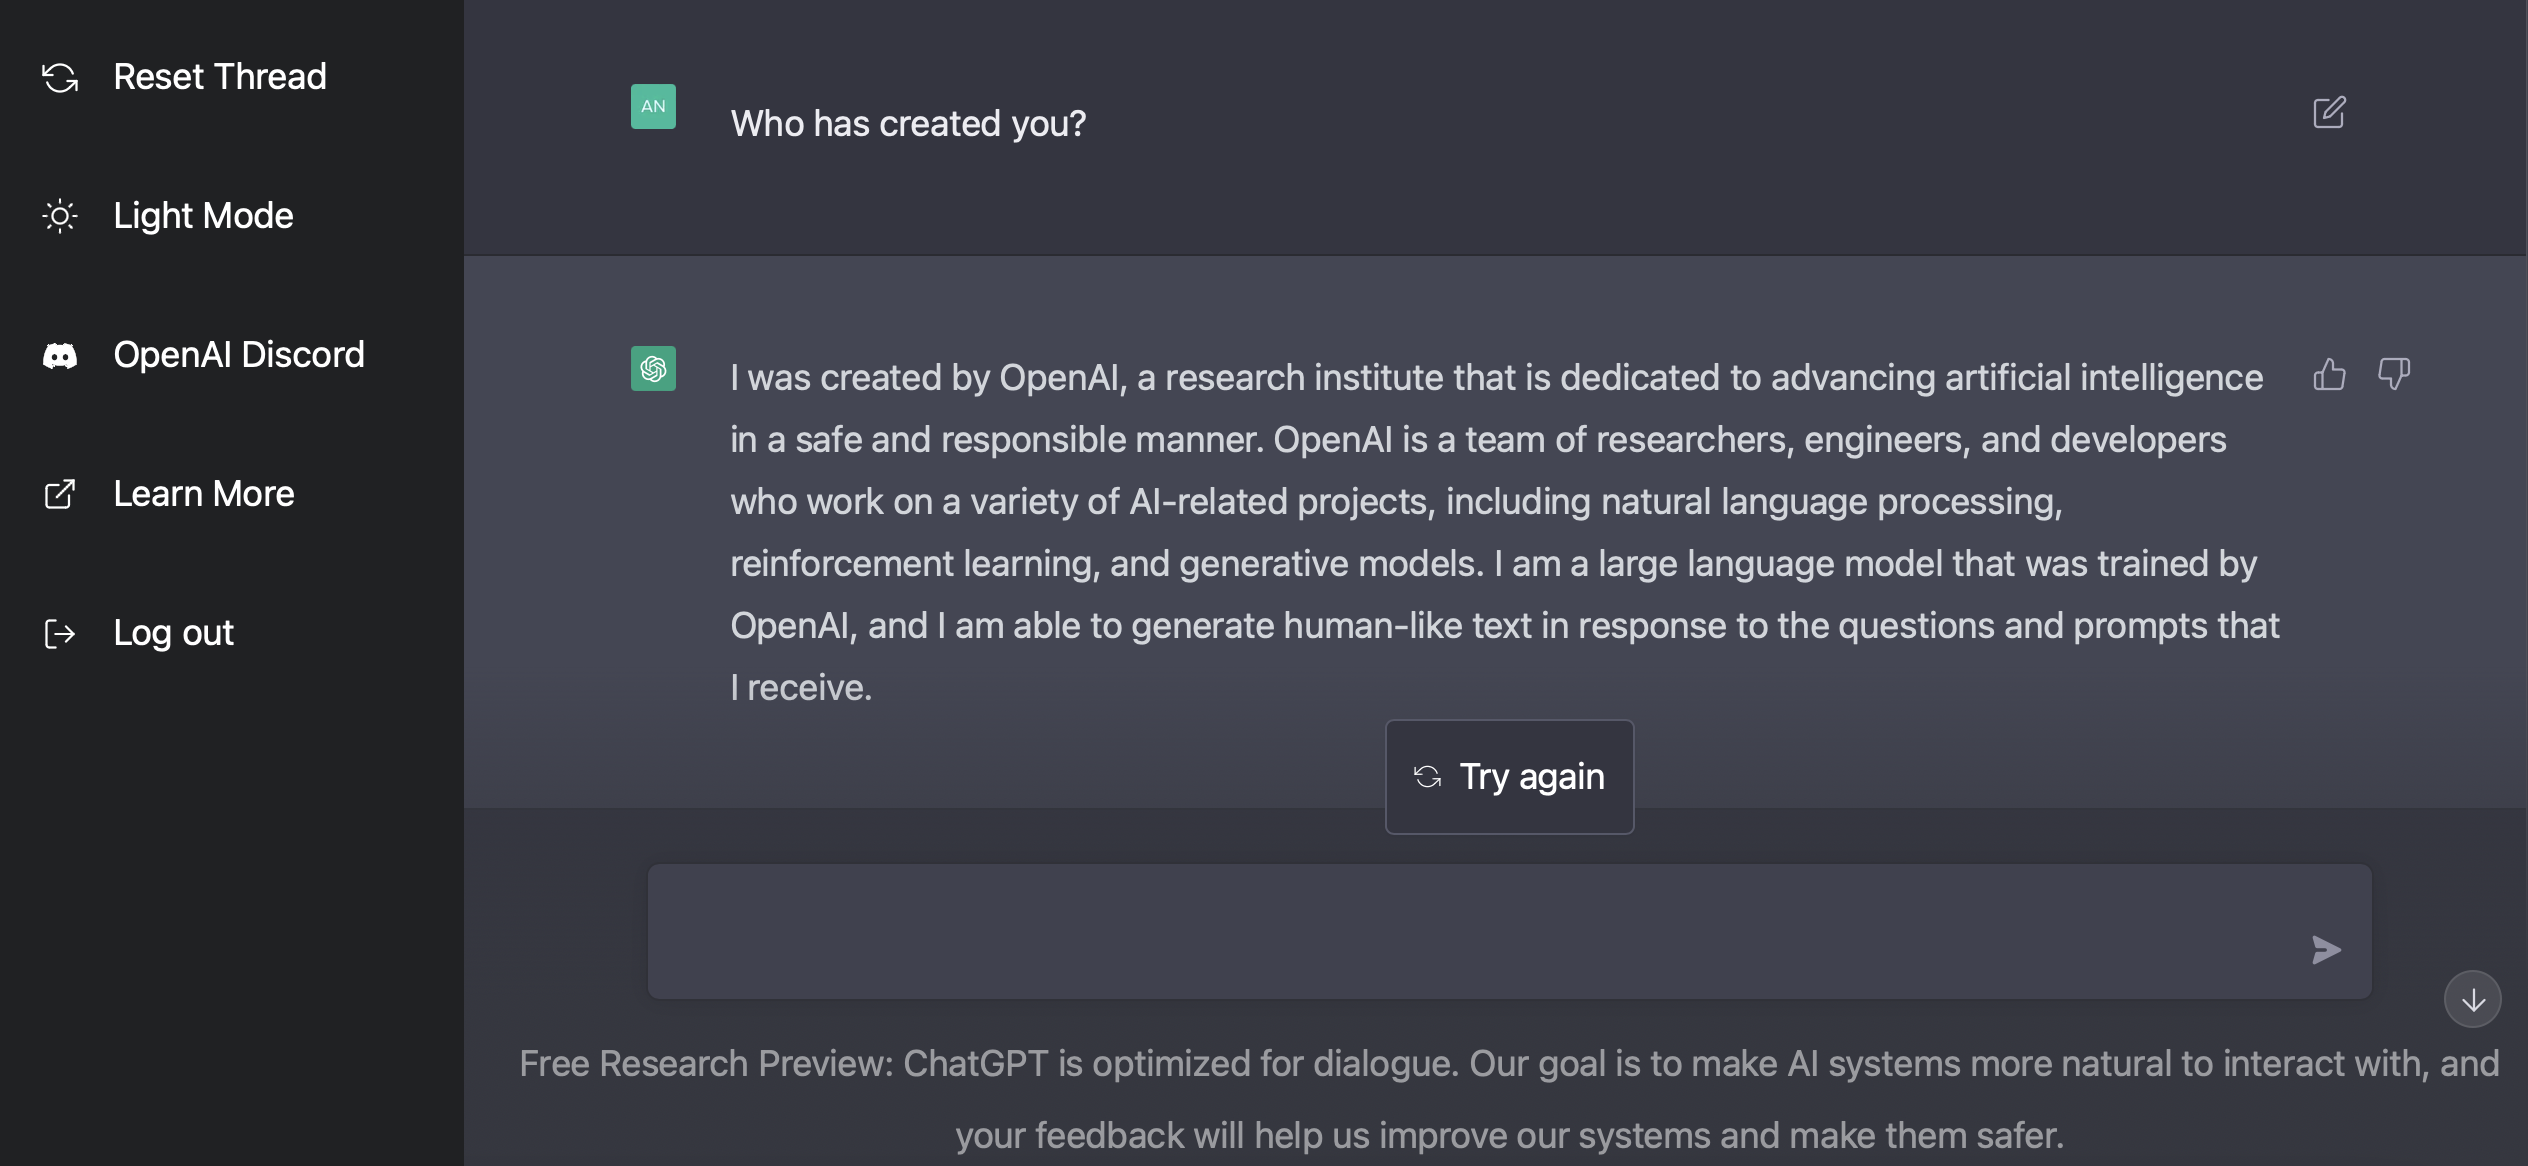 Reset Thread
Light Mode
OpenAI Discord
Learn More
Log out
AN
Who has created you?
I was created by OpenAI, a research institute that is dedicated to advancing artificial intelligence
in a safe and responsible manner. OpenAI is a team of researchers, engineers, and developers
who work on a variety of AI-related projects, including natural language processing,
reinforcement learning, and generative models. I am a large language model that was trained by
OpenAI, and I am able to generate human-like text in response to the questions and prompts that
I receive.
Try again
Free Research Preview: ChatGPT is optimized for dialogue. Our goal is to make AI systems more natural to interact with, and
your feedback will help us improve our systems and make them safer.